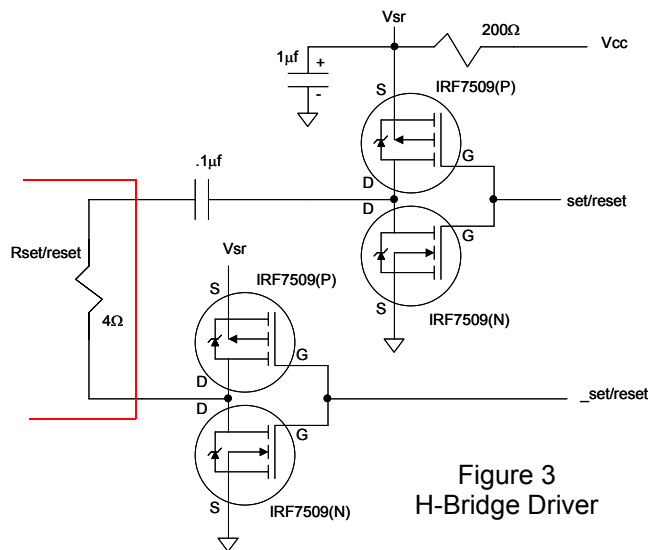 Vsr
200Ω
Vcc
1µf
+
-
S
IRF7509(P)
G
D
.1µf
D
set/reset
G
S
IRF7509(N)
Rset/reset
4Ω
Vsr
S
IRF7509(P)
G
D
D
_set/reset
G
S
IRF7509(N)
Figure 3
H-Bridge Driver